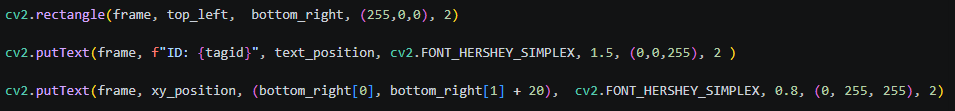 cv2.rectangle(frame, top_left,  bottom_right, (255,0,0), 2)
cv2.putText(frame, f"ID: {tagid}", text_position, cv2.FONT_HERSHEY_SIMPLEX, 1.5, (0,0,255), 2 )
cv2.putText(frame, xy_position, (bottom_right[0], bottom_right[1] + 20),  cv2.FONT_HERSHEY_SIMPLEX, 0.8, (0, 255, 255), 2)